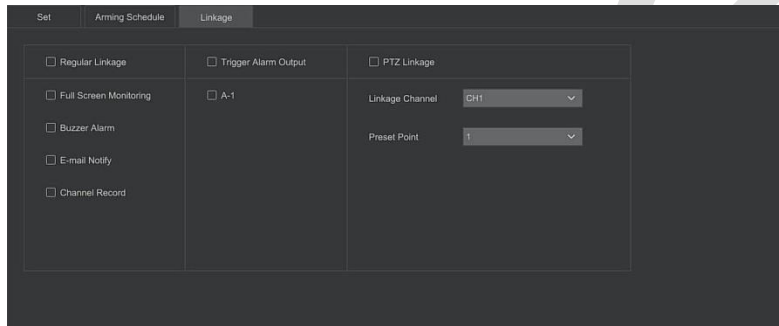 Set Arming Schedule Linkage
Regular Linkage Trigger Alarm Output PTZ Linkage
Full Screen Monitoring A-1 Linkage Channel CH1
Buzzer Alarm
Preset Point 1
E-mail Notify
Channel Record